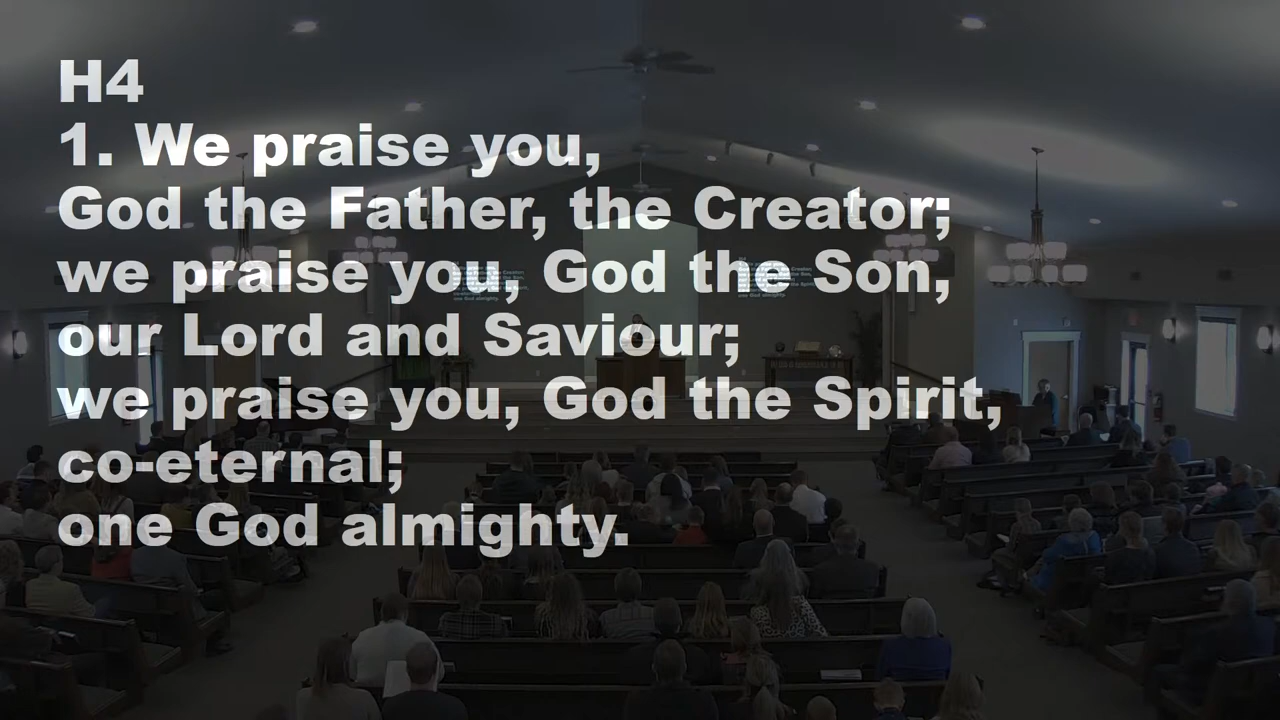 H4
1. We praise you,
God the Father, the Creator;
we praise you, God the Son,
our Lord and Saviour;
we praise you, God the Spirit,
co-eternal;
one God almighty.